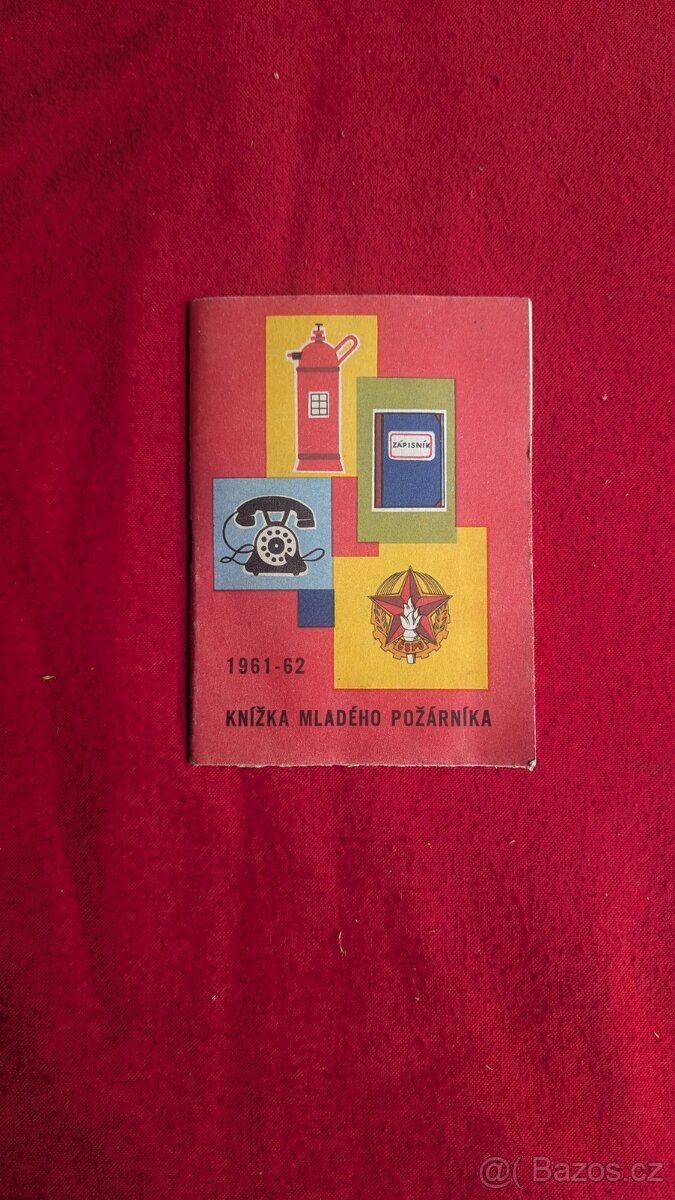 ZÁPISNÍK
ČSPO
1961-62
KNÍŽKA MLADÉHO POŽÁRNÍKA
@( Bazos.cz